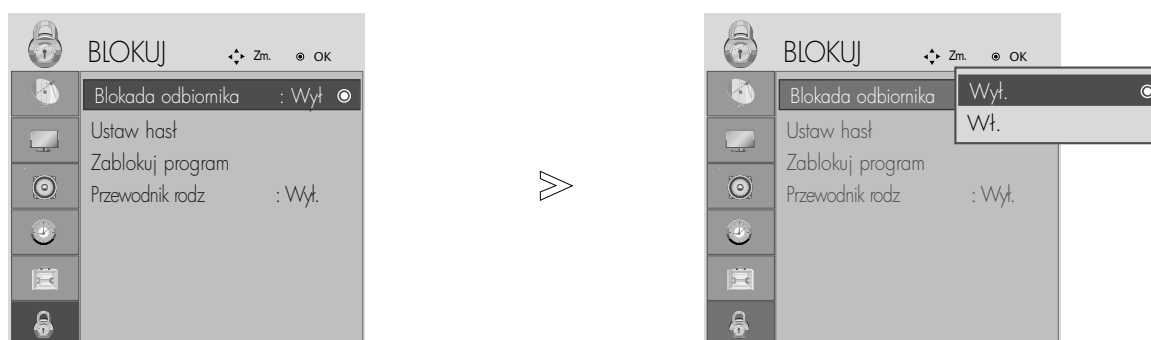 BLOKUJ Zm. OK
Blokada odbiornika : Wył
Ustaw hasł
Zablokuj program
Przewodnik rodz : Wył.
BLOKUJ Zm. OK
Blokada odbiornika Wył.
Wł.
Ustaw hasł
Zablokuj program
Przewodnik rodz : Wył.